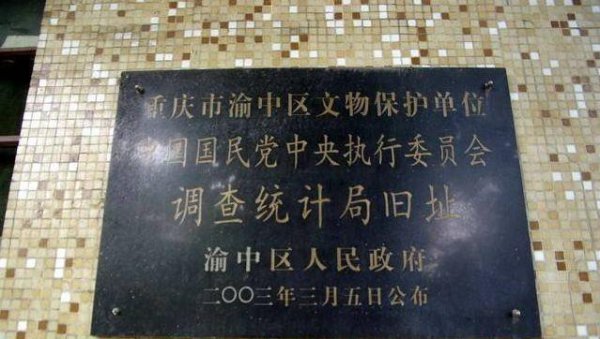 重庆市渝中区文物保护单位
中国国民党中央执行委员会
调查统计局旧址
渝中区人民政府
二〇〇三年三月五日公布